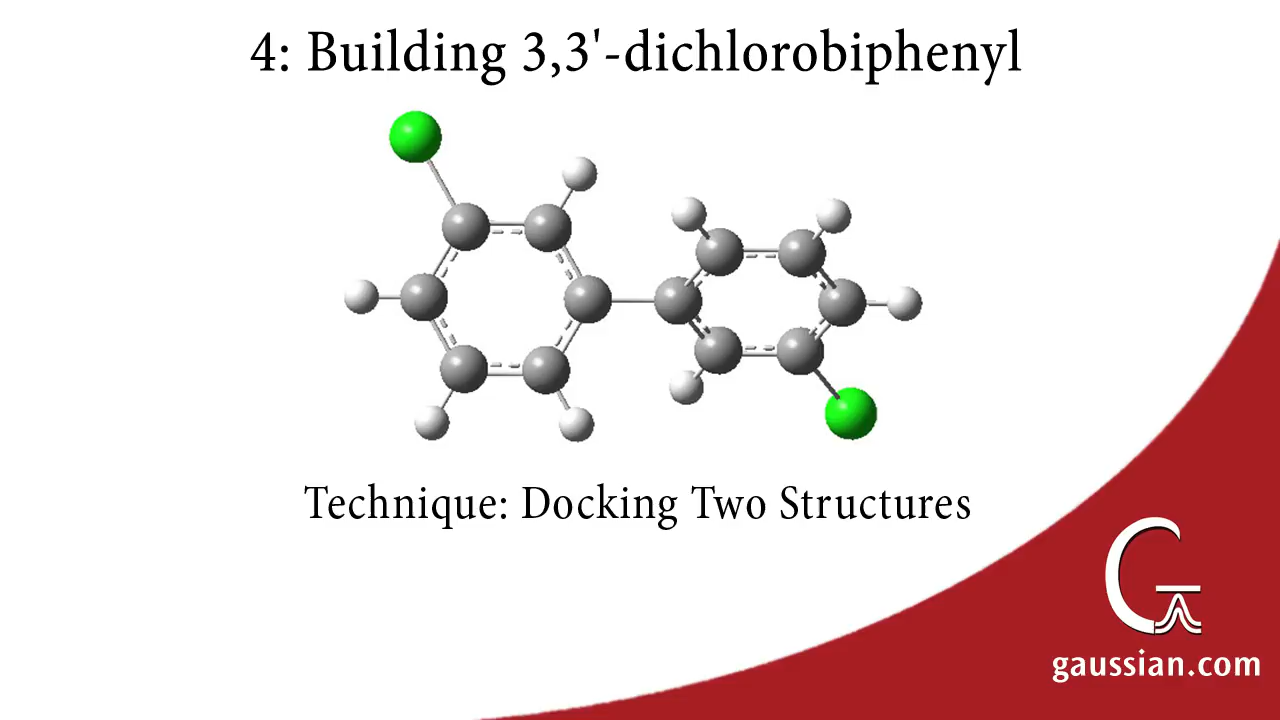 4: Building 3,3'-dichlorobiphenyl
Technique: Docking Two Structures
G
gaussian.com